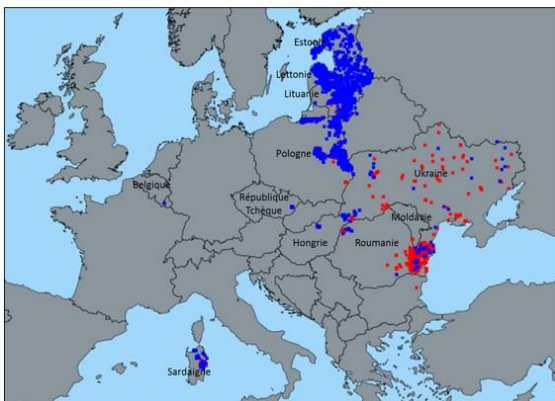 Estonie
Lettonie
Lituanie
Pologne
Belgique
République
Tchèque
Ukraine
Moldavie
Hongrie
Roumanie
Sardaigne